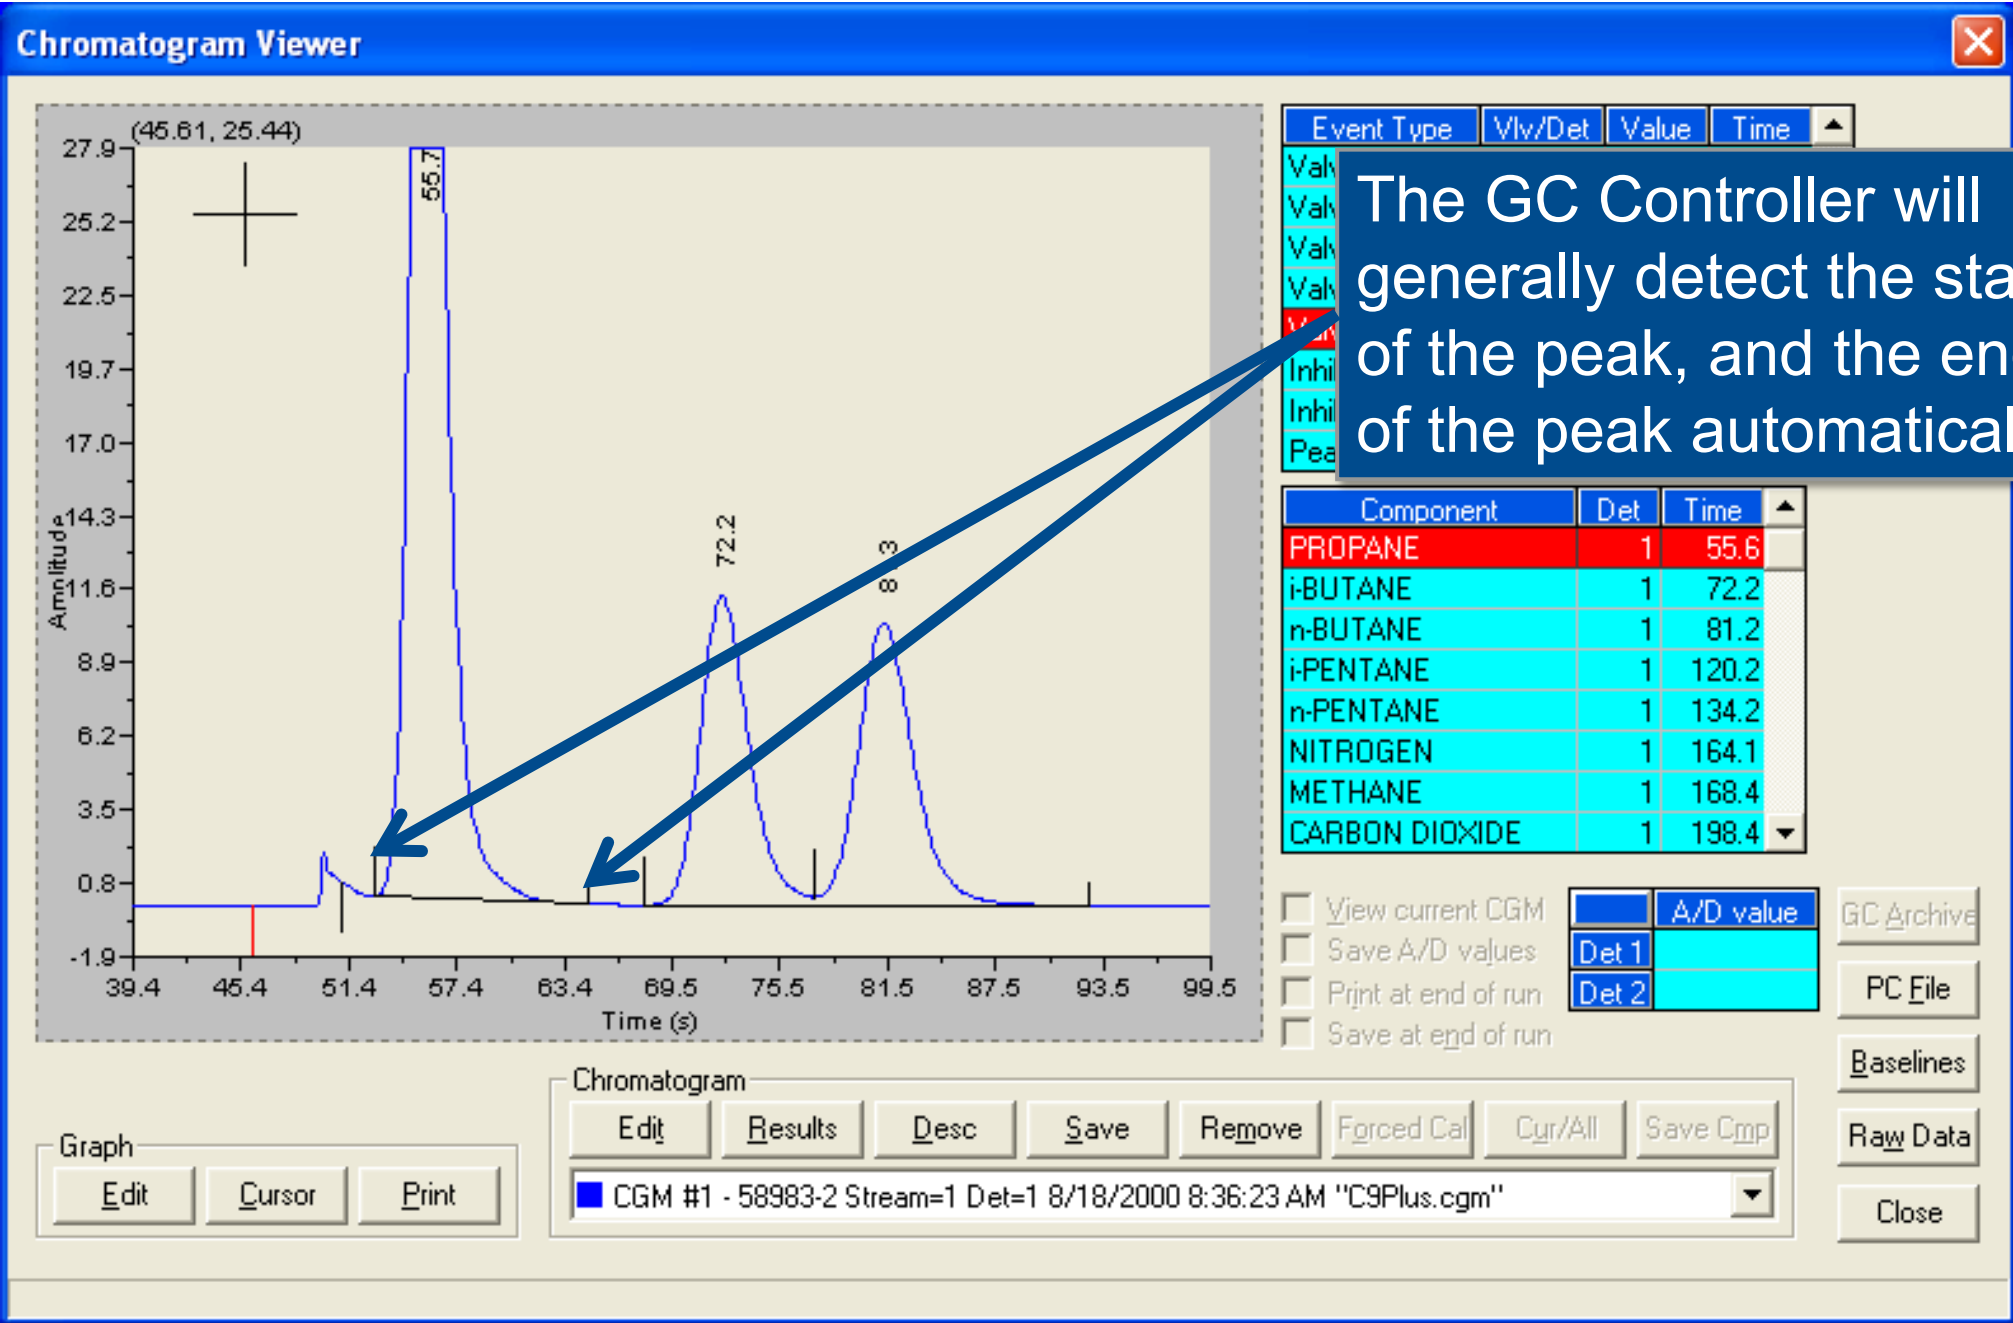 Chromatogram Viewer
(45.61, 25.44)
27.9
25.2
22.5
19.7
17.0
14.3
11.6
8.9
6.2
3.5
0.8
-1.9
Amplitude
55.7
72.2
39.4 45.4 51.4 57.4 63.4 69.5 75.5 81.5 87.5 93.5 99.5
Time (s)
Event Type Vlv/Det Value Time
The GC Controller will
generally detect the sta
of the peak, and the en
of the peak automatical
Component Det Time
PROPANE 1 55.6
i-BUTANE 1 72.2
n-BUTANE 1 81.2
i-PENTANE 1 120.2
n-PENTANE 1 134.2
NITROGEN 1 164.1
METHANE 1 168.4
CARBON DIOXIDE 1 198.4
View current CGM
Save A/D values
Print at end of run
Save at end of run
A/D value
Det 1
Det 2
GC Archive
PC File
Baselines
Raw Data
Close
Graph
Edit Cursor Print
Chromatogram
Edit Results Desc Save Remove Forced Cal Cur/All Save Cmp
CGM #1 - 58983-2 Stream=1 Det=1 8/18/2000 8:36:23 AM "C9Plus.cgm"